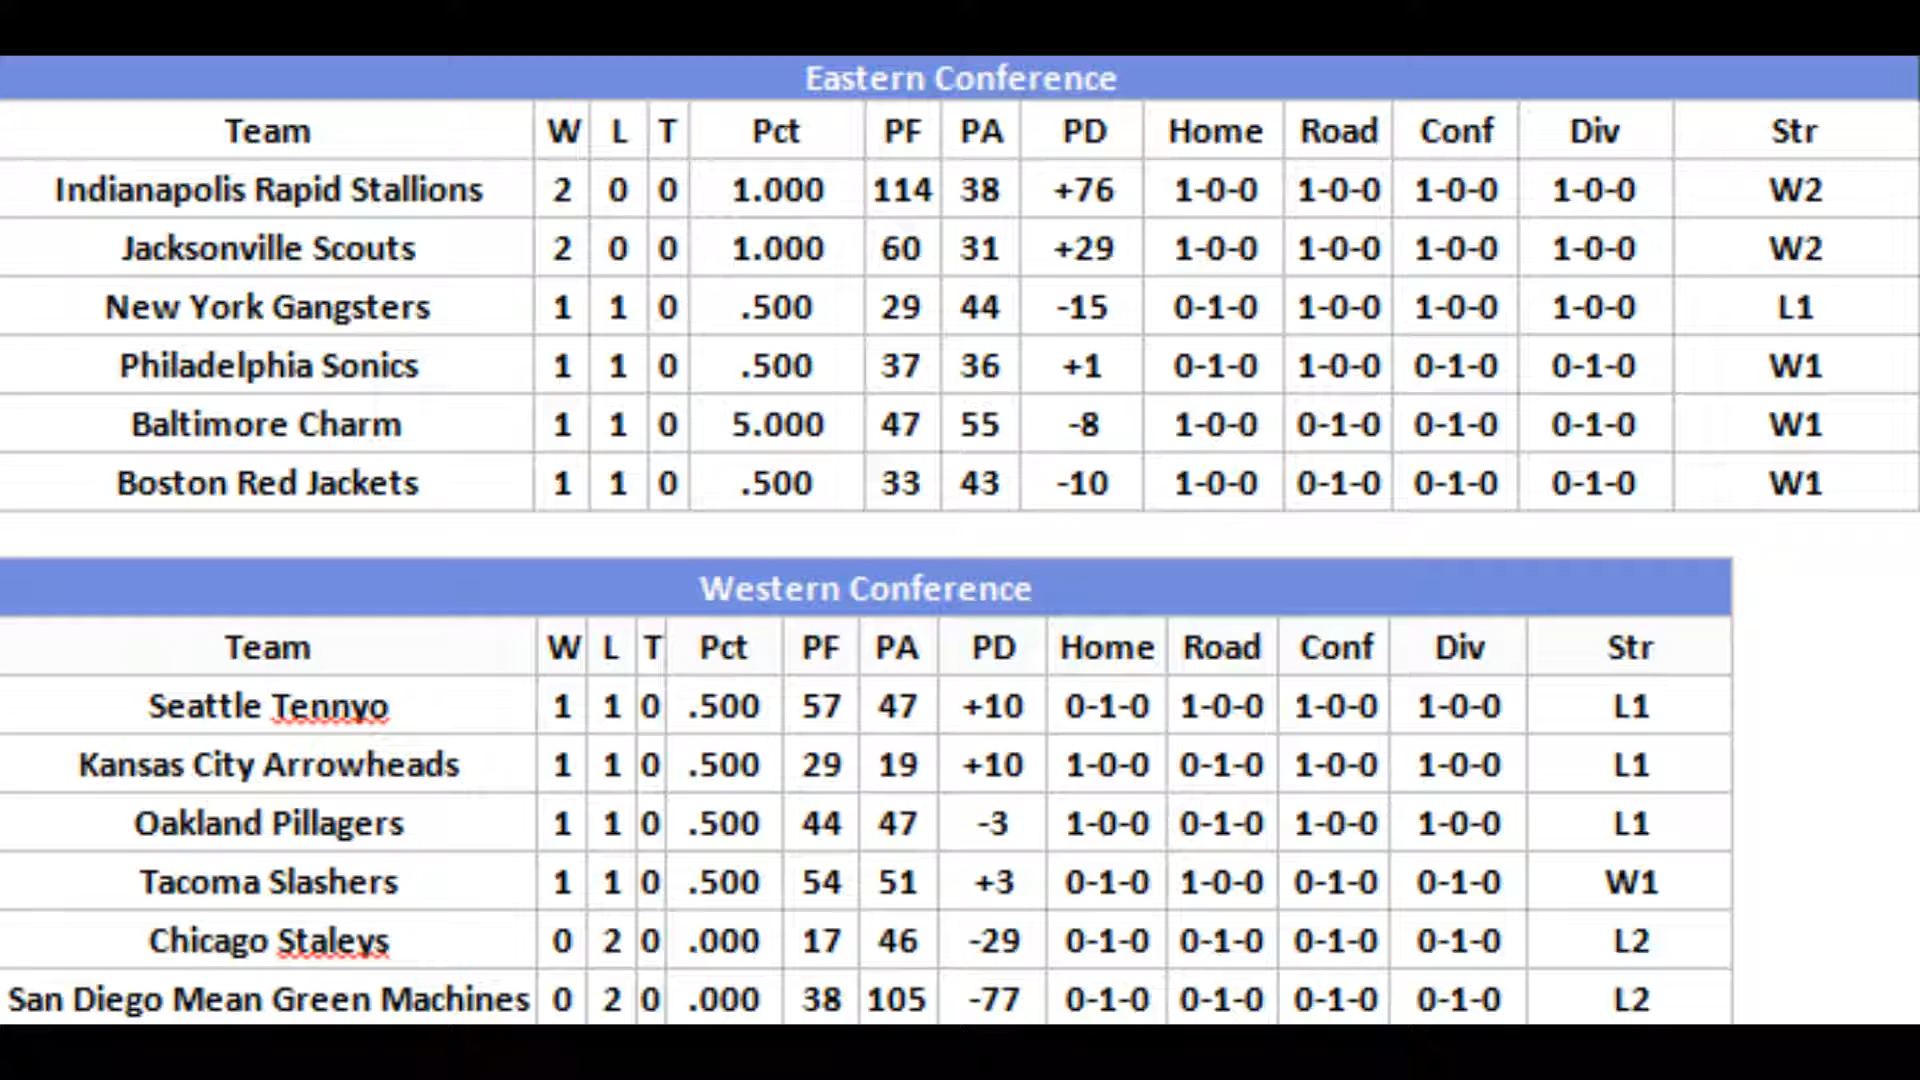 Eastern Conference
Team W L T Pct PF PA PD Home Road Conf Div Str
Indianapolis Rapid Stallions 2 0 0 1.000 114 38 +76 1-0-0 1-0-0 1-0-0 1-0-0 W2
Jacksonville Scouts 2 0 0 1.000 60 31 +29 1-0-0 1-0-0 1-0-0 1-0-0 W2
New York Gangsters 1 1 0 .500 29 44 -15 0-1-0 1-0-0 1-0-0 1-0-0 L1
Philadelphia Sonics 1 1 0 .500 37 36 +1 0-1-0 1-0-0 0-1-0 0-1-0 W1
Baltimore Charm 1 1 0 5.000 47 55 -8 1-0-0 0-1-0 0-1-0 0-1-0 W1
Boston Red Jackets 1 1 0 .500 33 43 -10 1-0-0 0-1-0 0-1-0 0-1-0 W1
Western Conference
Team W L T Pct PF PA PD Home Road Conf Div Str
Seattle Tennyo 1 1 0 .500 57 47 +10 0-1-0 1-0-0 1-0-0 1-0-0 L1
Kansas City Arrowheads 1 1 0 .500 29 19 +10 1-0-0 0-1-0 1-0-0 1-0-0 L1
Oakland Pillagers 1 1 0 .500 44 47 -3 1-0-0 0-1-0 1-0-0 1-0-0 L1
Tacoma Slashers 1 1 0 .500 54 51 +3 0-1-0 1-0-0 0-1-0 0-1-0 W1
Chicago Staleys 0 2 0 .000 17 46 -29 0-1-0 0-1-0 0-1-0 0-1-0 L2
San Diego Mean Green Machines 0 2 0 .000 38 105 -77 0-1-0 0-1-0 0-1-0 0-1-0 L2